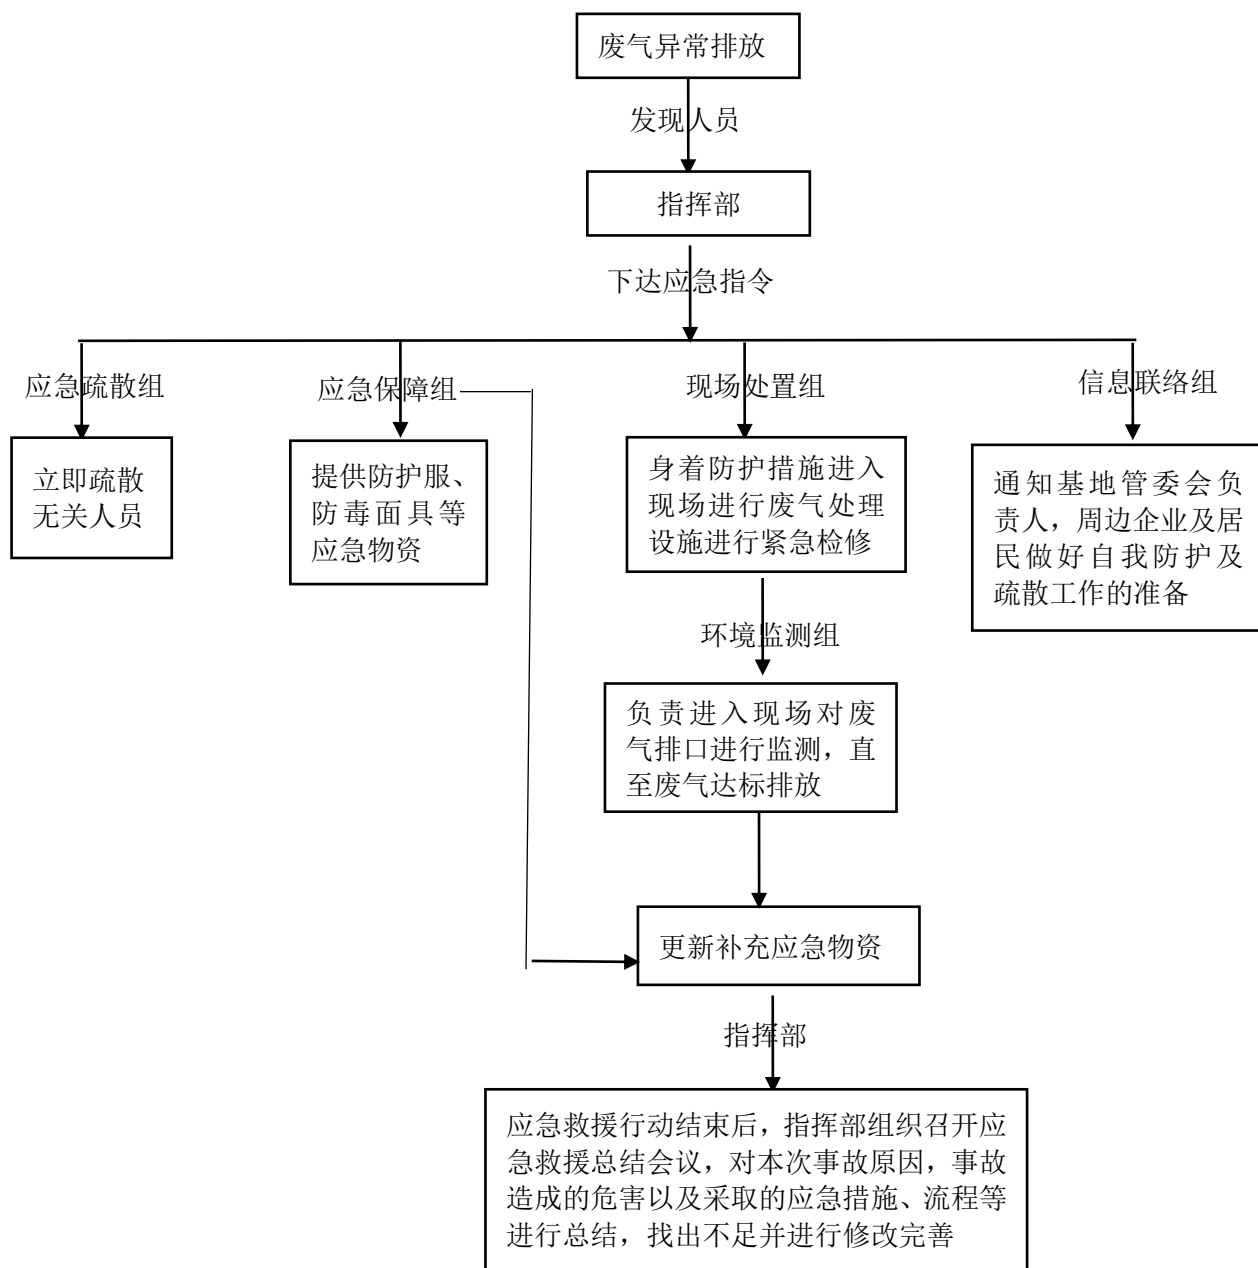 废气异常排放
发现人员
指挥部
下达应急指令
应急疏散组
应急保障组
现场处置组
信息联络组
立即疏散
无关人员
提供防护服、
防毒面具等
应急物资
身着防护措施进入
现场进行废气处理
设施进行紧急检修
通知基地管委会负
责人，周边企业及居
民做好自我防护及
疏散工作的准备
环境监测组
负责进入现场对废
气排口进行监测，直
至废气达标排放
更新补充应急物资
指挥部
应急救援行动结束后，指挥部组织召开应
急救援总结会议，对本次事故原因，事故
造成的危害以及采取的应急措施、流程等
进行总结，找出不足并进行修改完善